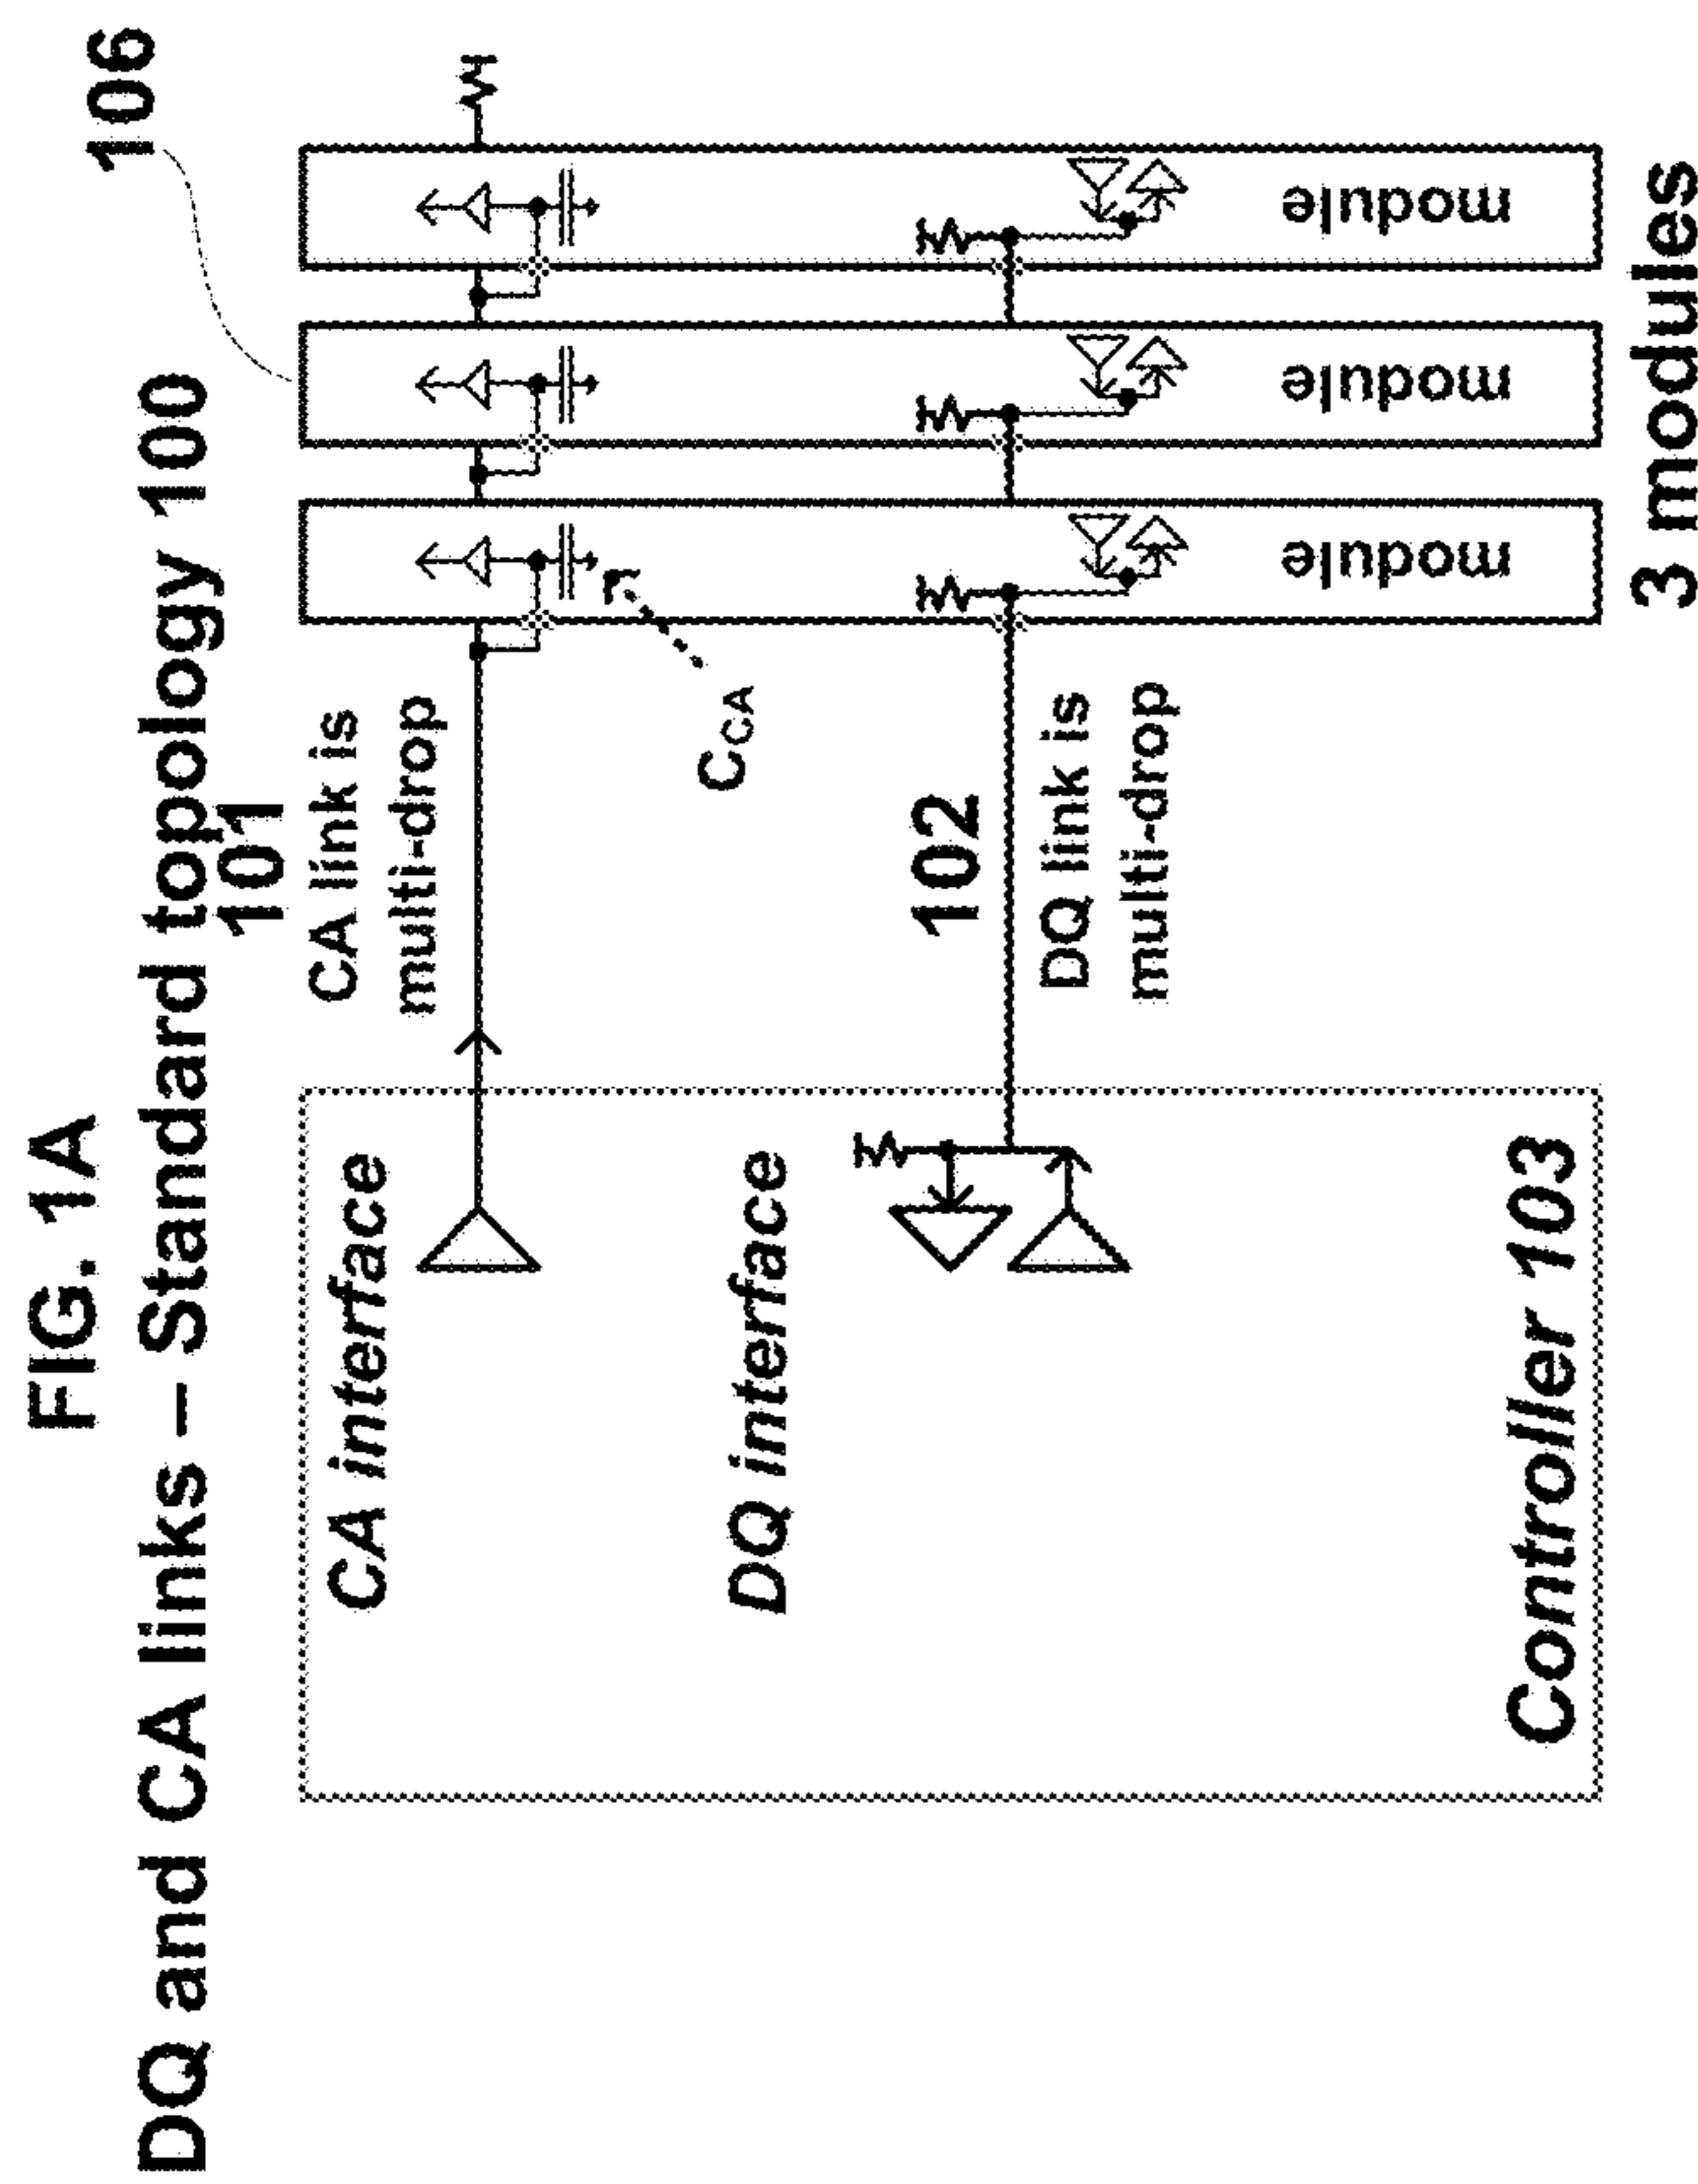 FIG. 1A
DQ and CA links – Standard topology 100
106
101
CA link is
multi-drop
CA interface
C_CA
DQ interface
102
DQ link is
multi-drop
module
module
module
Controller 103
3 modules